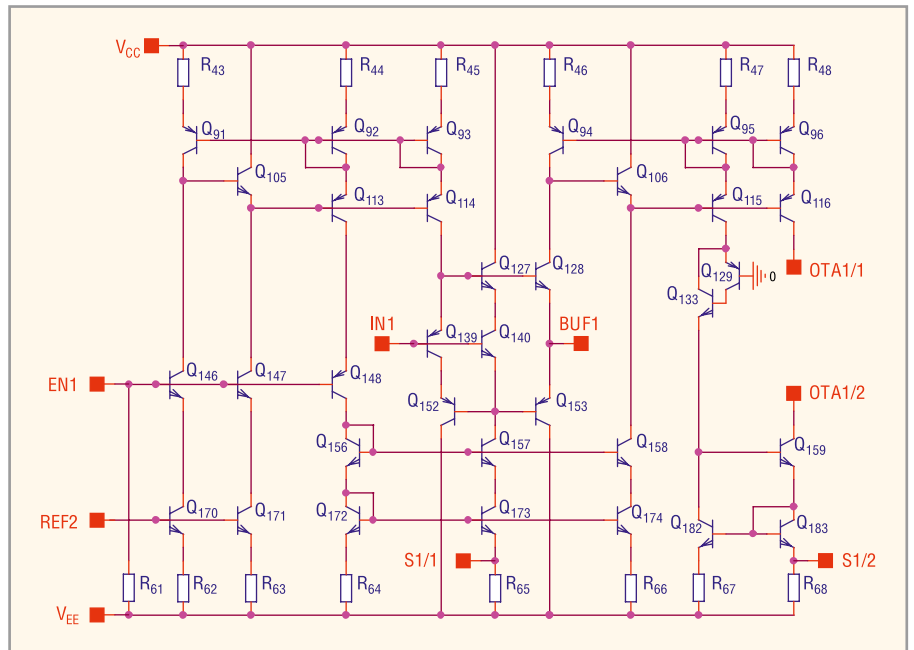 V_CC
R43 R44 R45 R46 R47 R48
Q91 Q92 Q93 Q94 Q95 Q96
Q105 Q106
Q113 Q114 Q115 Q116
Q127 Q128 Q129 0 OTA1/1
Q133
IN1 Q139 Q140 BUF1
EN1 Q146 Q147 Q148
Q152 Q153 OTA1/2
Q156 Q157 Q158 Q159
REF2 Q170 Q171 Q172 Q173 Q174 Q182 Q183
S1/1 S1/2
R61 R62 R63 R64 R65 R66 R67 R68
V_EE